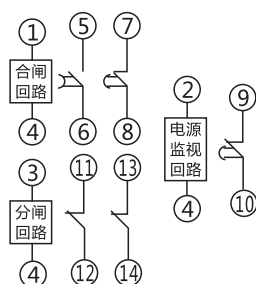 ①
合闸
回路
④
⑤
⑥
⑦
⑧
③
分闸
回路
④
⑪
⑫
⑬
⑭
②
电源
监视
回路
④
⑨
⑩